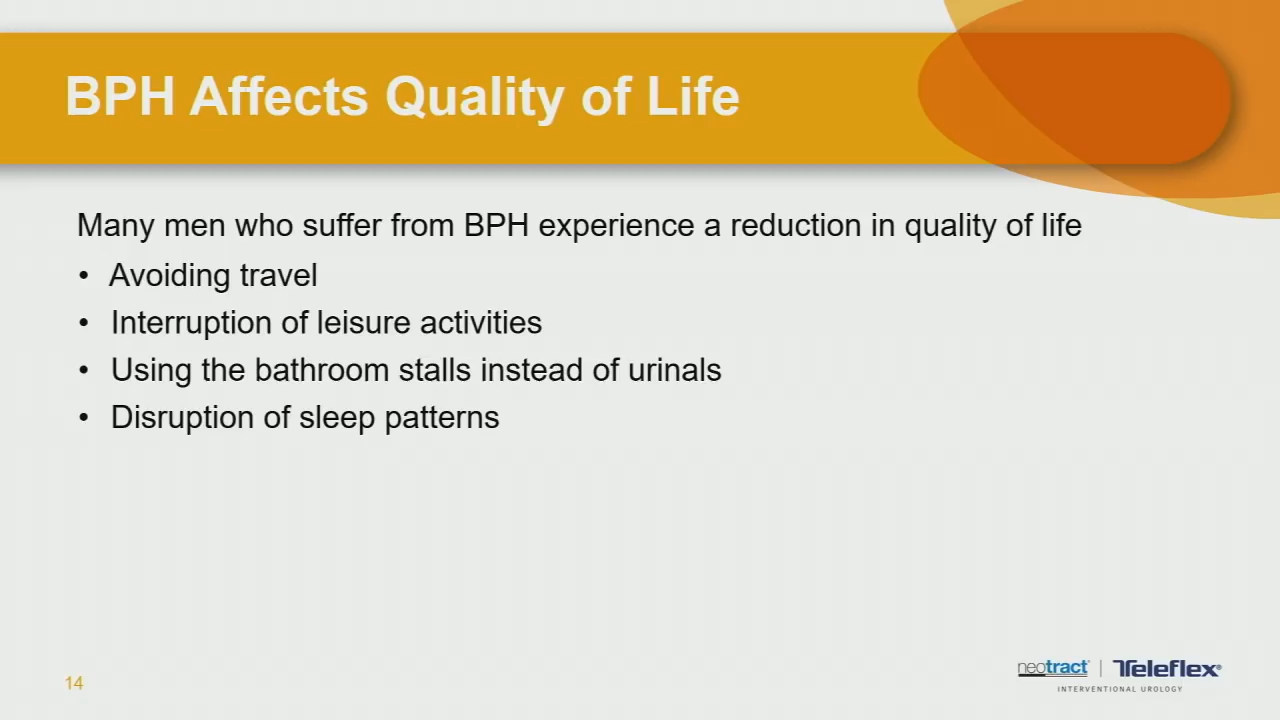 BPH Affects Quality of Life
Many men who suffer from BPH experience a reduction in quality of life
• Avoiding travel
• Interruption of leisure activities
• Using the bathroom stalls instead of urinals
• Disruption of sleep patterns
14
neotract | Teleflex®
INTERVENTIONAL UROLOGY